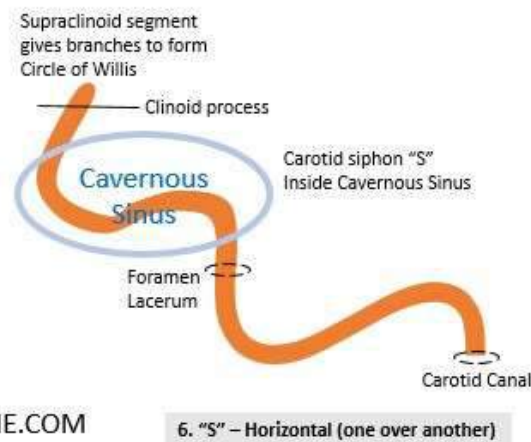 Supraclinoid segment
gives branches to form
Circle of Willis
Clinoid process
Cavernous
Sinus
Carotid siphon “S”
Inside Cavernous Sinus
Foramen
Lacerum
Carotid Canal
E.COM
6. “S” – Horizontal (one over another)